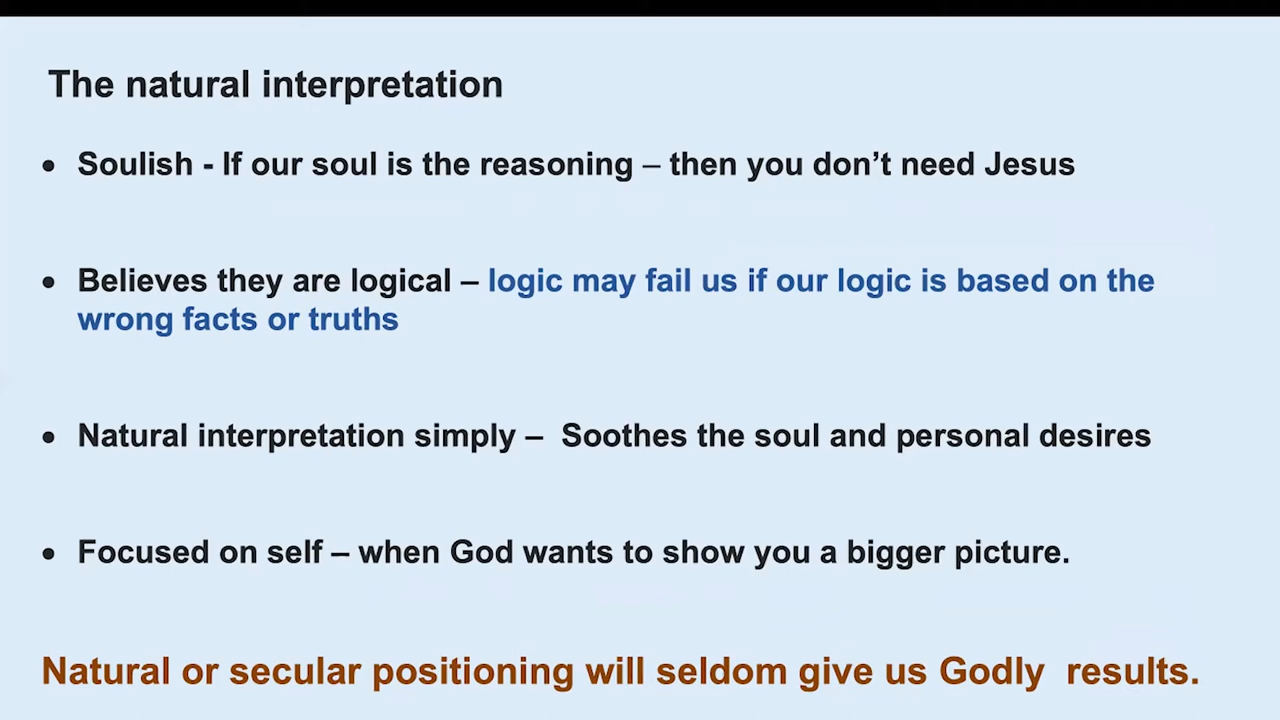 The natural interpretation
• Soulish - If our soul is the reasoning – then you don’t need Jesus
• Believes they are logical – logic may fail us if our logic is based on the
wrong facts or truths
• Natural interpretation simply –  Soothes the soul and personal desires
• Focused on self – when God wants to show you a bigger picture.
Natural or secular positioning will seldom give us Godly  results.